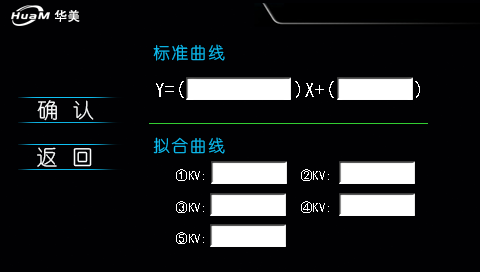 HuaM 华美
标准曲线
Y=( )X+( )
确 认
拟合曲线
返 回
①KV: ②KV:
③KV: ④KV:
⑤KV: